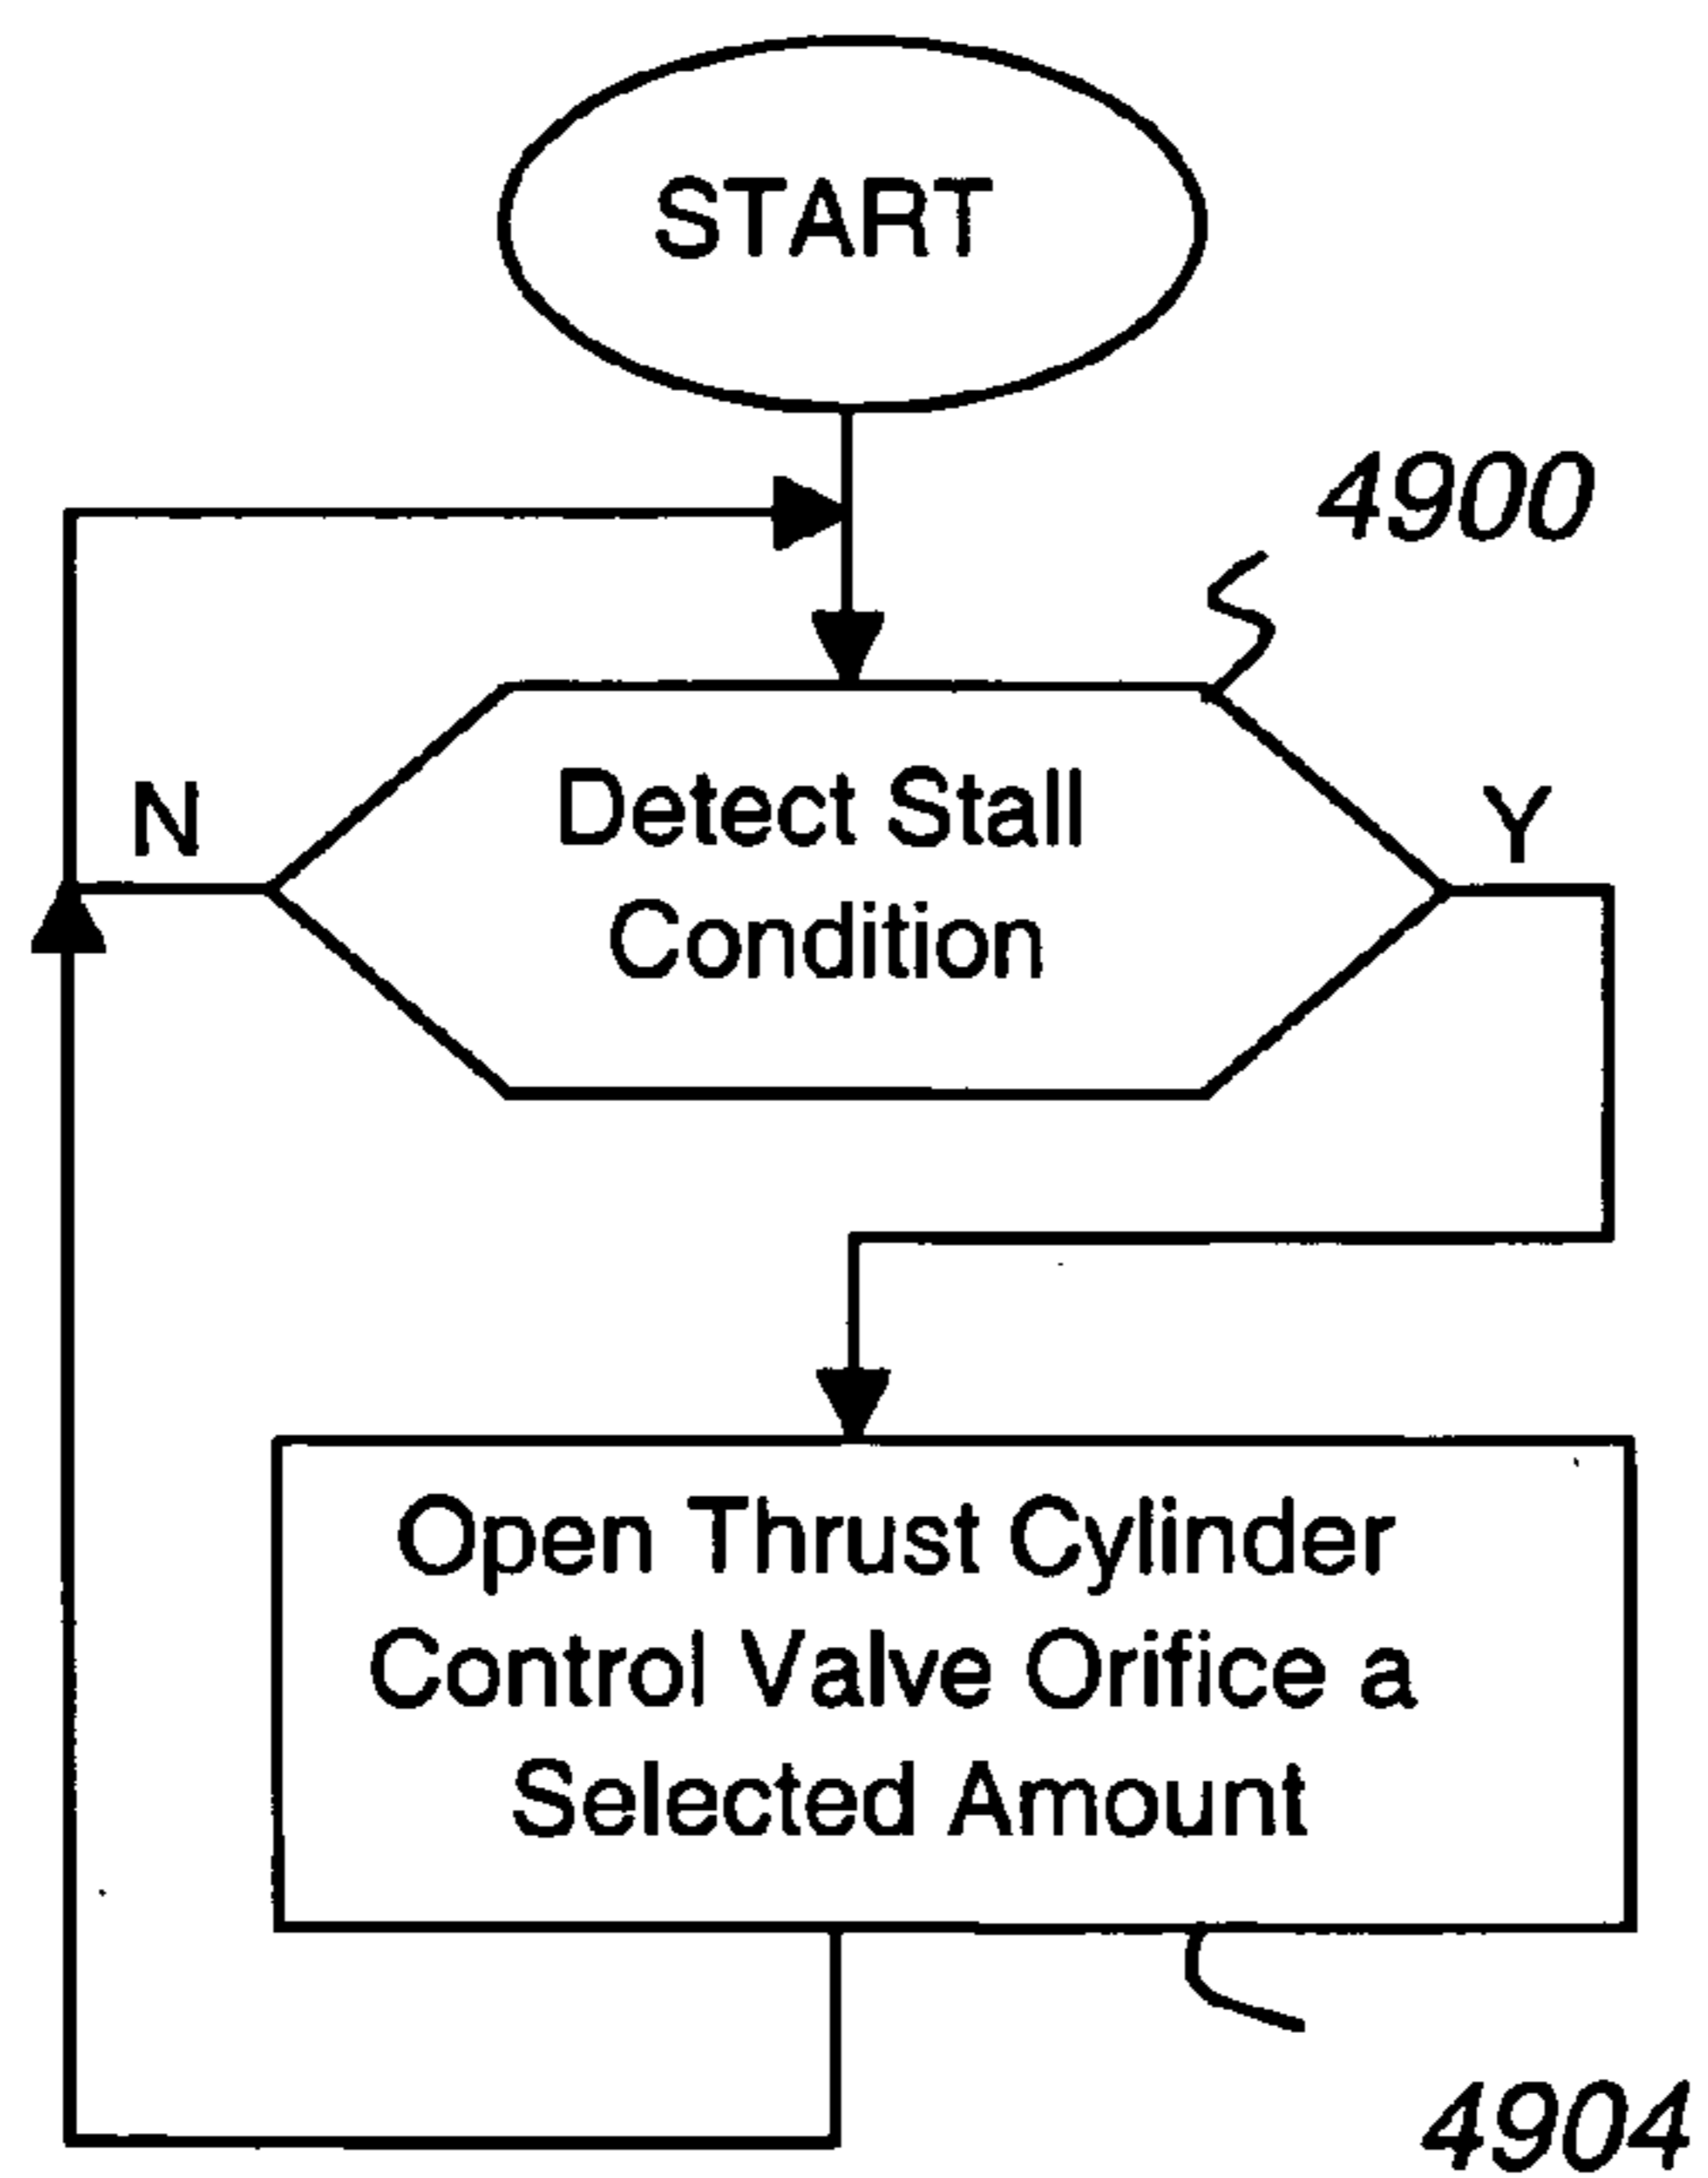 START
4900
N
Detect Stall
Condition
Y
Open Thrust Cylinder
Control Valve Orifice a
Selected Amount
4904